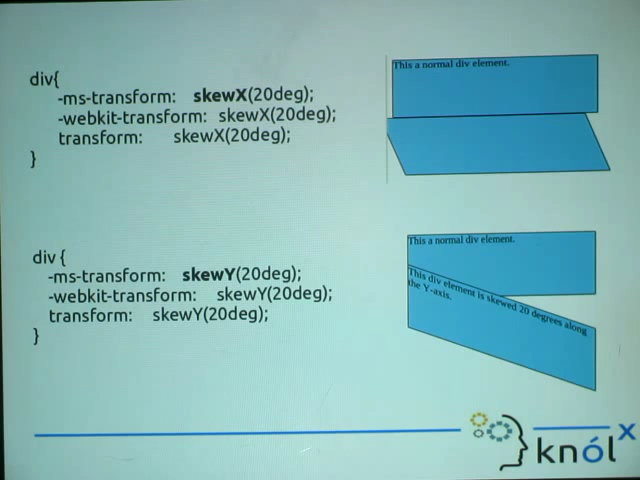 div{
-ms-transform: skewX(20deg);
-webkit-transform: skewX(20deg);
transform: skewX(20deg);
}
This a normal div element.
div {
-ms-transform: skewY(20deg);
-webkit-transform: skewY(20deg);
transform: skewY(20deg);
}
This a normal div element.
This div element is skewed 20 degrees along
the Y-axis.
knólx